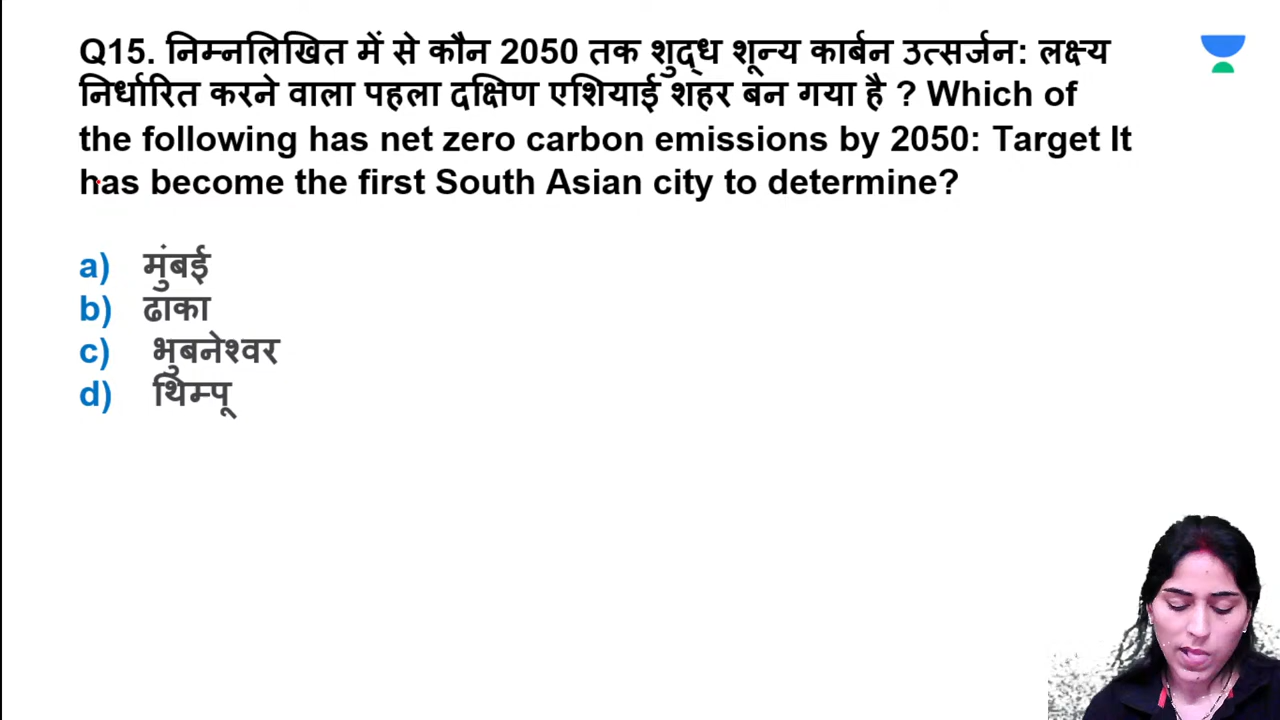 Q15. निम्नलिखित में से कौन 2050 तक शुद्ध शून्य कार्बन उत्सर्जन: लक्ष्य
निर्धारित करने वाला पहला दक्षिण एशियाई शहर बन गया है ? Which of
the following has net zero carbon emissions by 2050: Target It
has become the first South Asian city to determine?
a) मुंबई
b) ढाका
c) भुबनेश्वर
d) थिम्पू